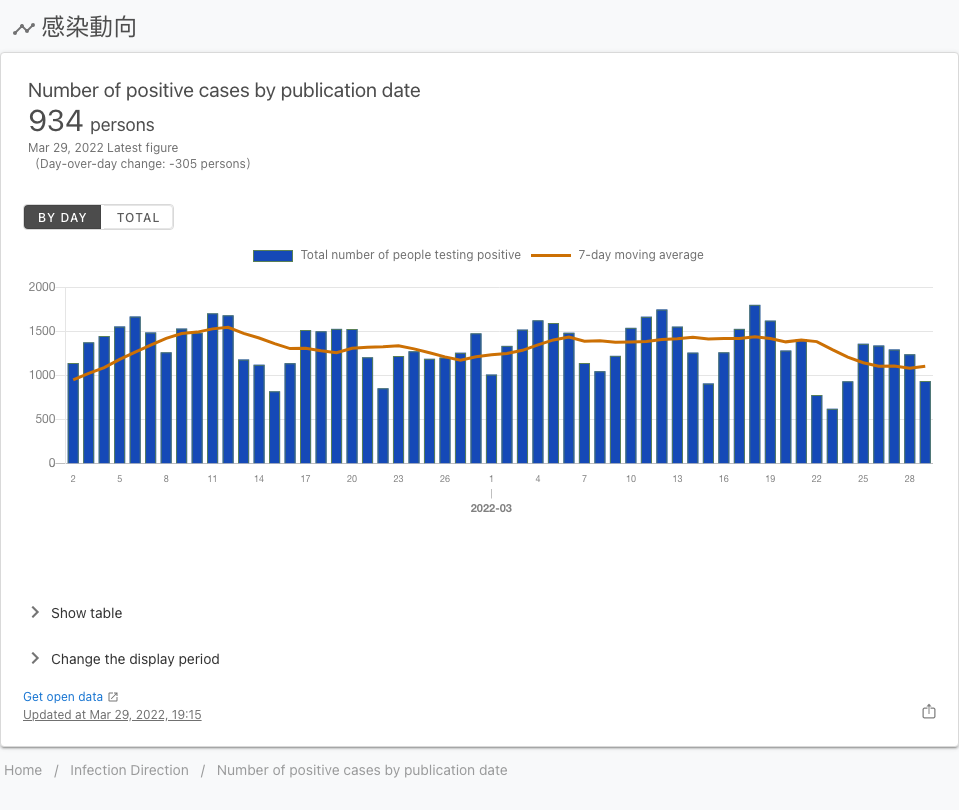 感染動向
Number of positive cases by publication date
934 persons
Mar 29, 2022 Latest figure
(Day-over-day change: -305 persons)
BY DAY TOTAL
Total number of people testing positive 7-day moving average
2000
1500
1000
500
0
2 5 8 11 14 17 20 23 26 1 4 7 10 13 16 19 22 25 28
2022-03
Show table
Change the display period
Get open data
Updated at Mar 29, 2022, 19:15
Home / Infection Direction / Number of positive cases by publication date